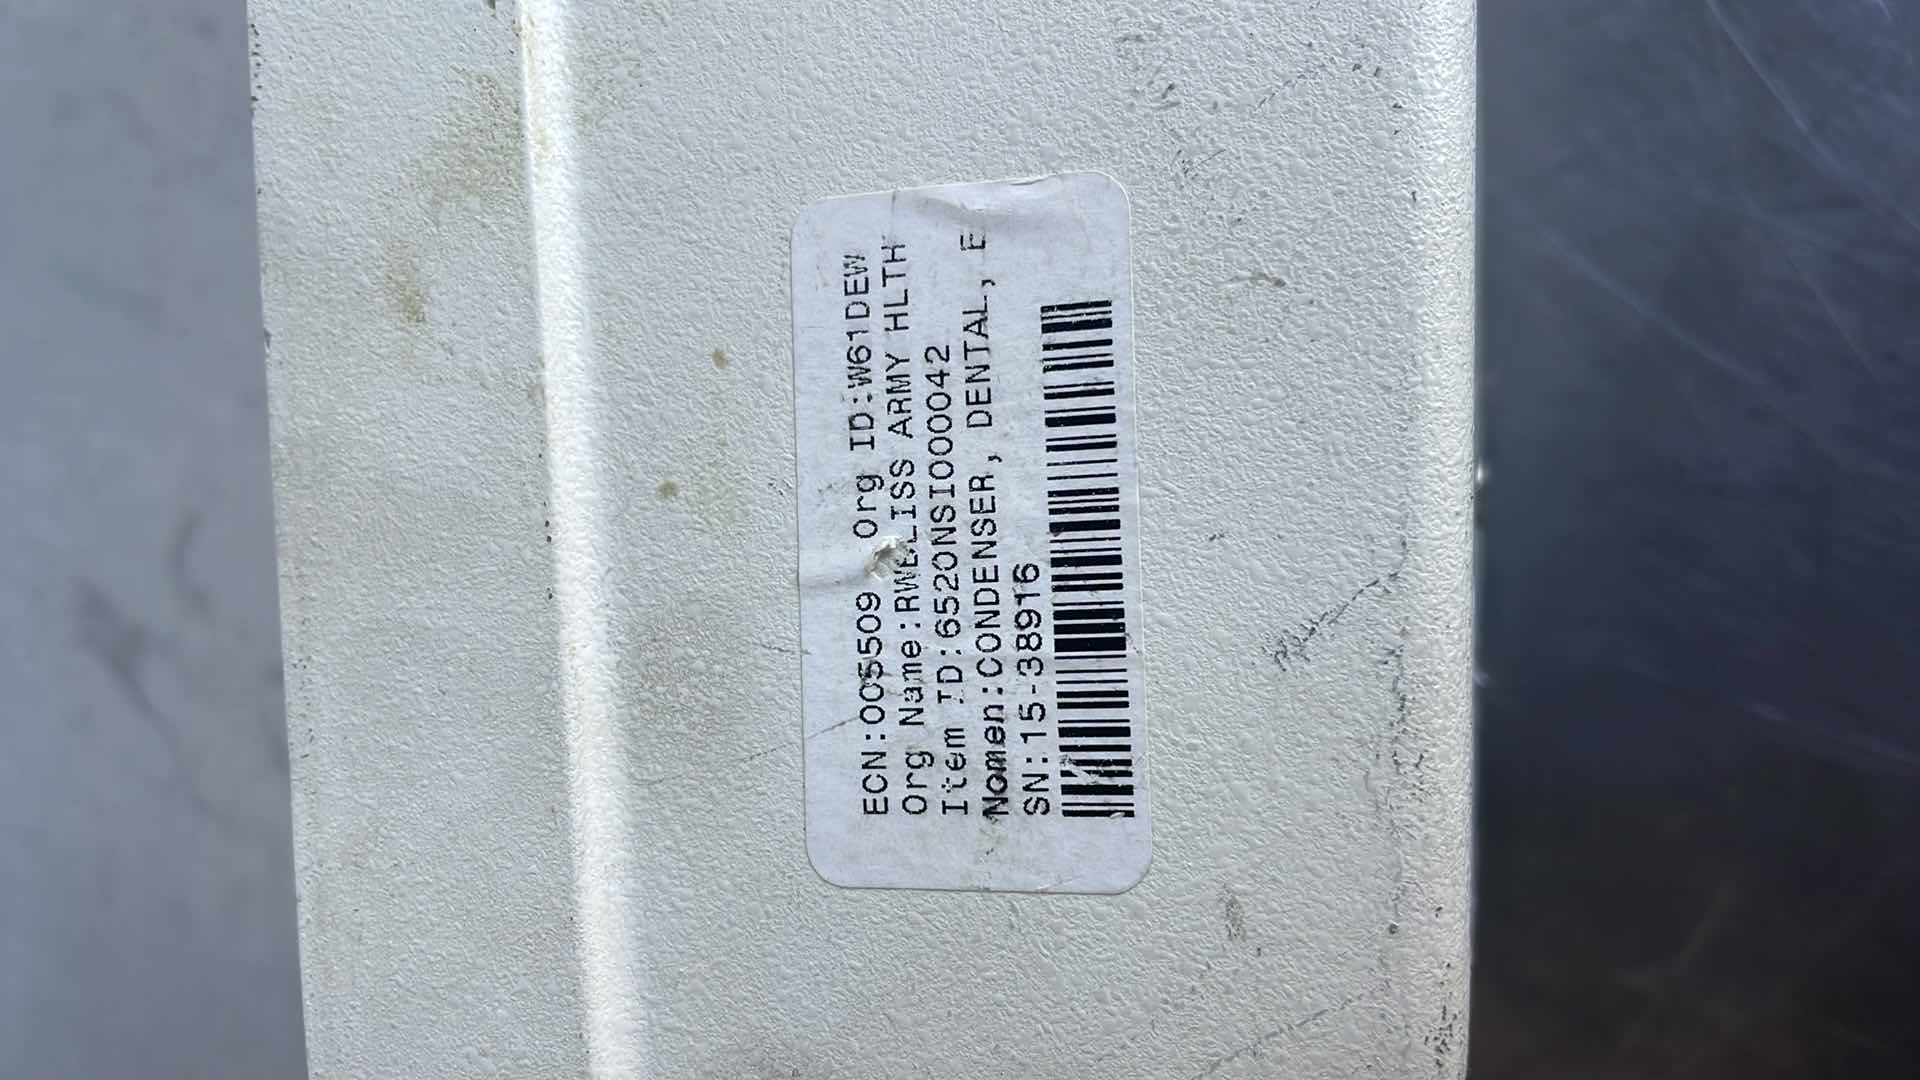 ECN:005509 Org ID:W61DEW
Org Name:RWBLISS ARMY HLTH
Item ID:6520NSI000042
Nomen:CONDENSER, DENTAL, E
SN:15-38916